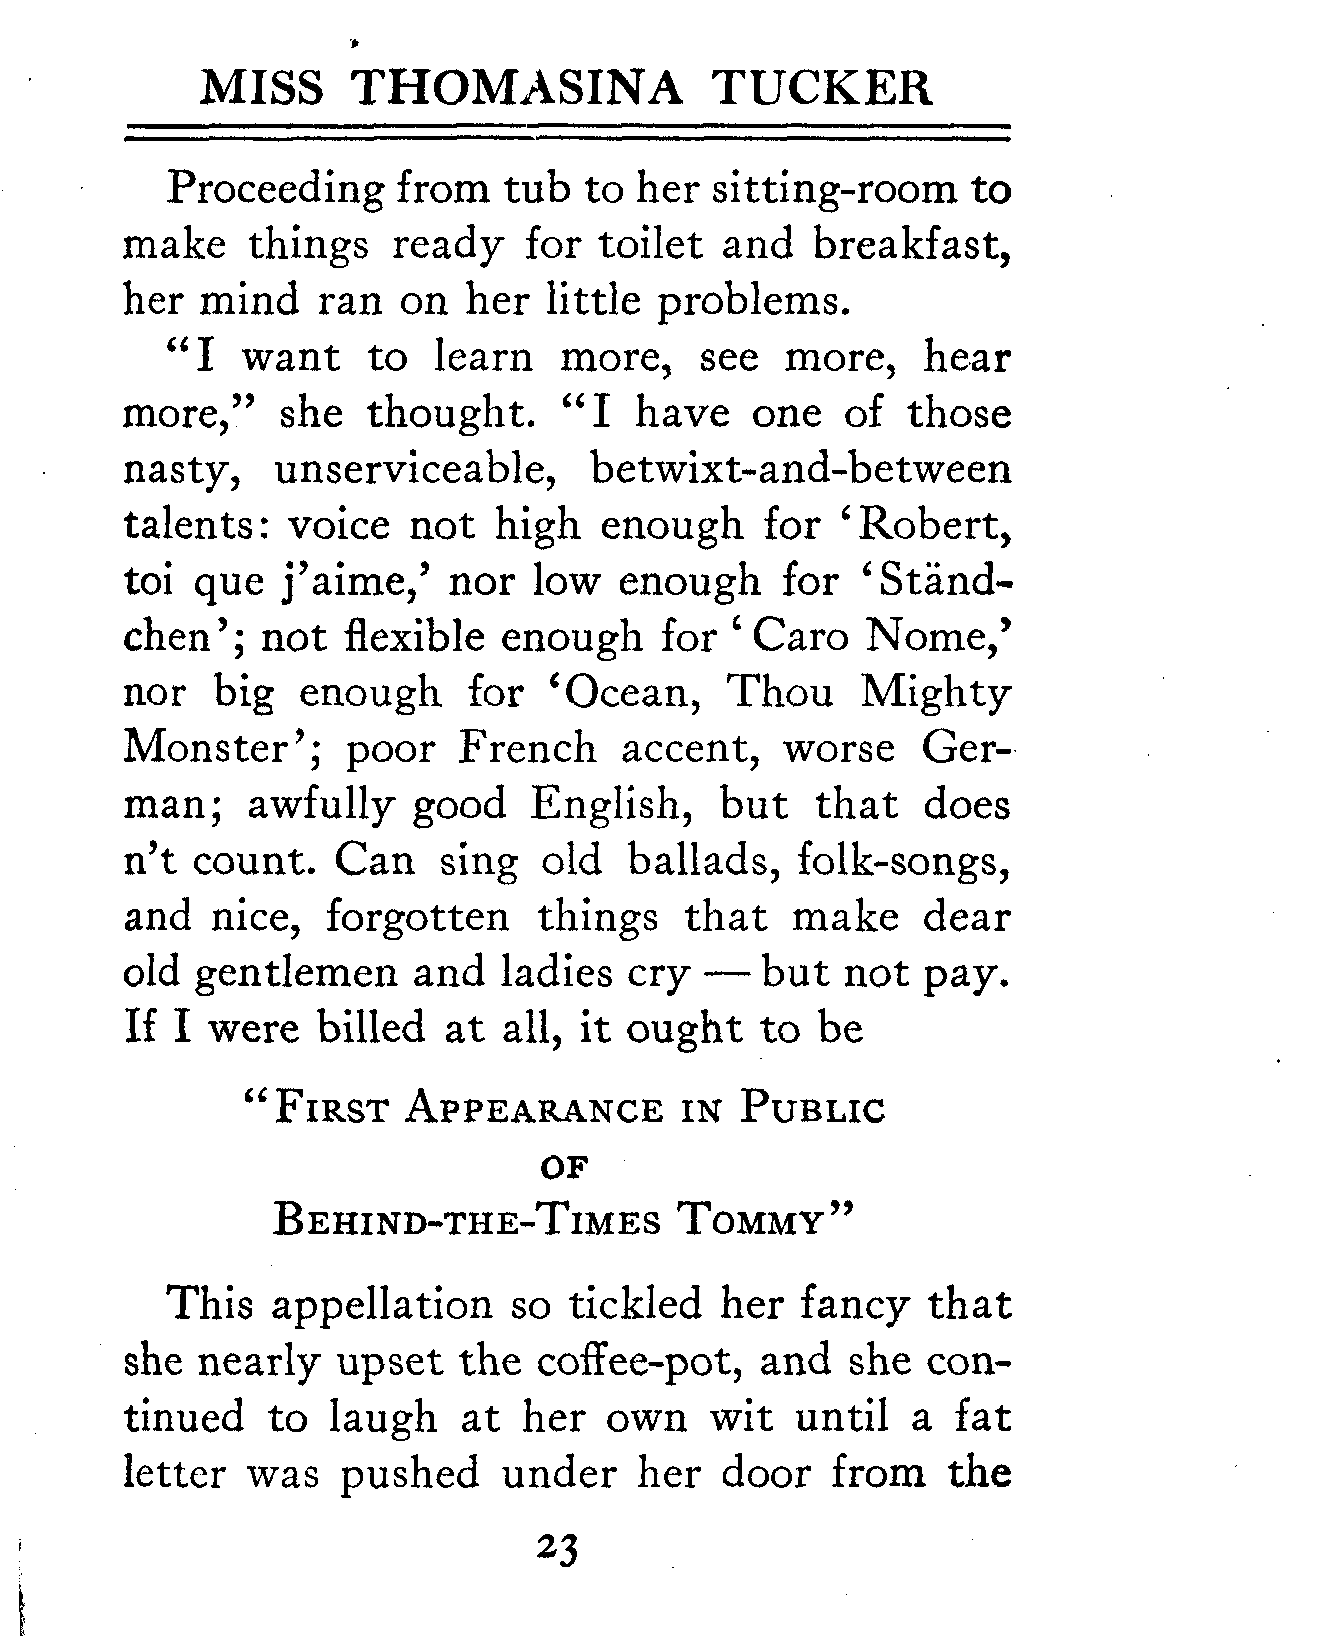 MISS THOMASINA TUCKER
Proceeding from tub to her sitting-room to
make things ready for toilet and breakfast,
her mind ran on her little problems.
“I want to learn more, see more, hear
more,” she thought. “I have one of those
nasty, unserviceable, betwixt-and-between
talents: voice not high enough for ‘Robert,
toi que j’aime,’ nor low enough for ‘Ständ-
chen’; not flexible enough for ‘Caro Nome,’
nor big enough for ‘Ocean, Thou Mighty
Monster’; poor French accent, worse Ger-
man; awfully good English, but that does
n’t count. Can sing old ballads, folk-songs,
and nice, forgotten things that make dear
old gentlemen and ladies cry — but not pay.
If I were billed at all, it ought to be
“First Appearance in Public
of
Behind-the-Times Tommy”
This appellation so tickled her fancy that
she nearly upset the coffee-pot, and she con-
tinued to laugh at her own wit until a fat
letter was pushed under her door from the
23